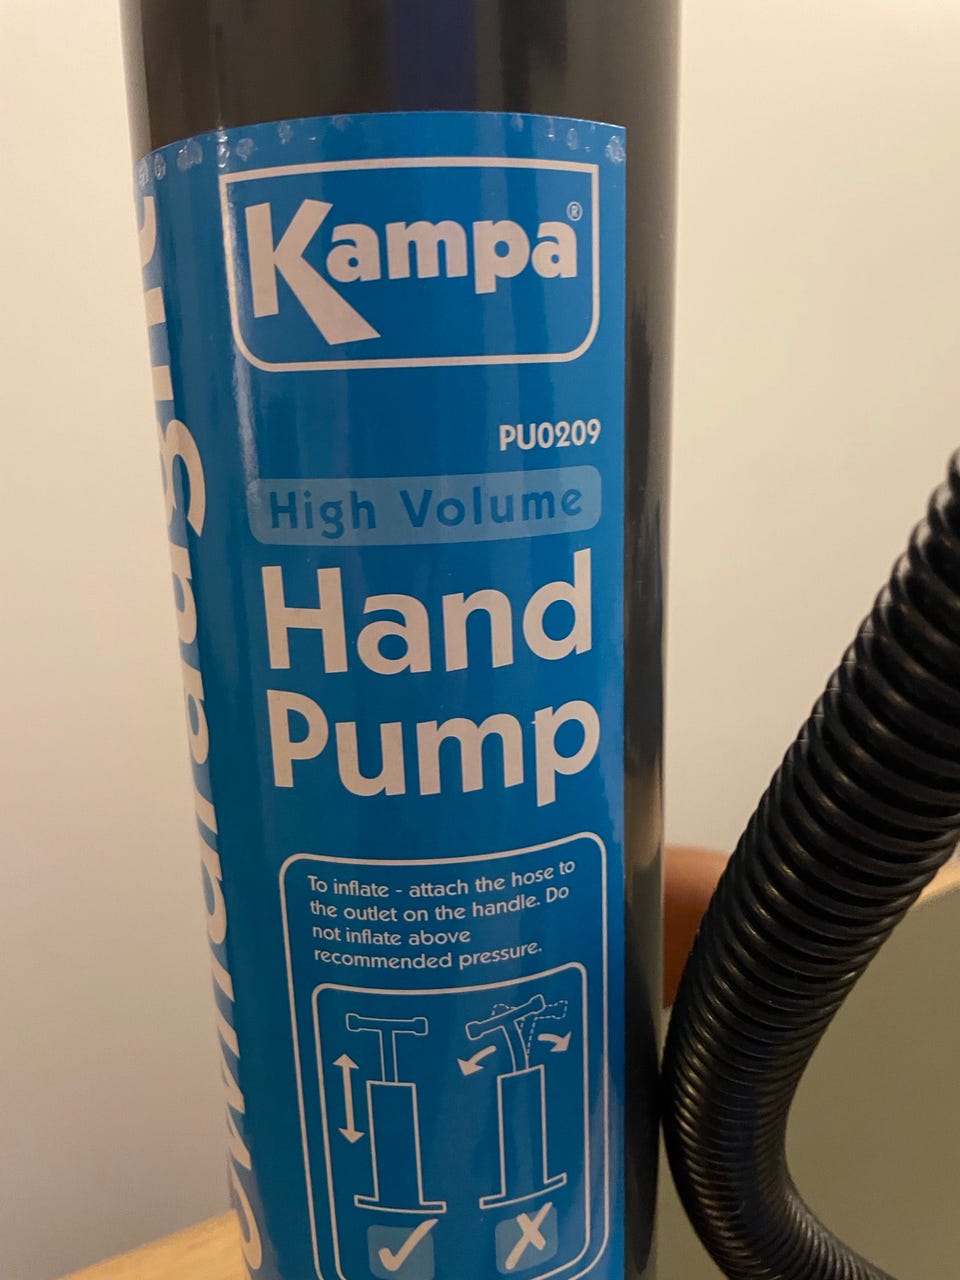 Kampa®
PU0209
High Volume
Hand
Pump
To inflate - attach the hose to
the outlet on the handle. Do
not inflate above
recommended pressure.